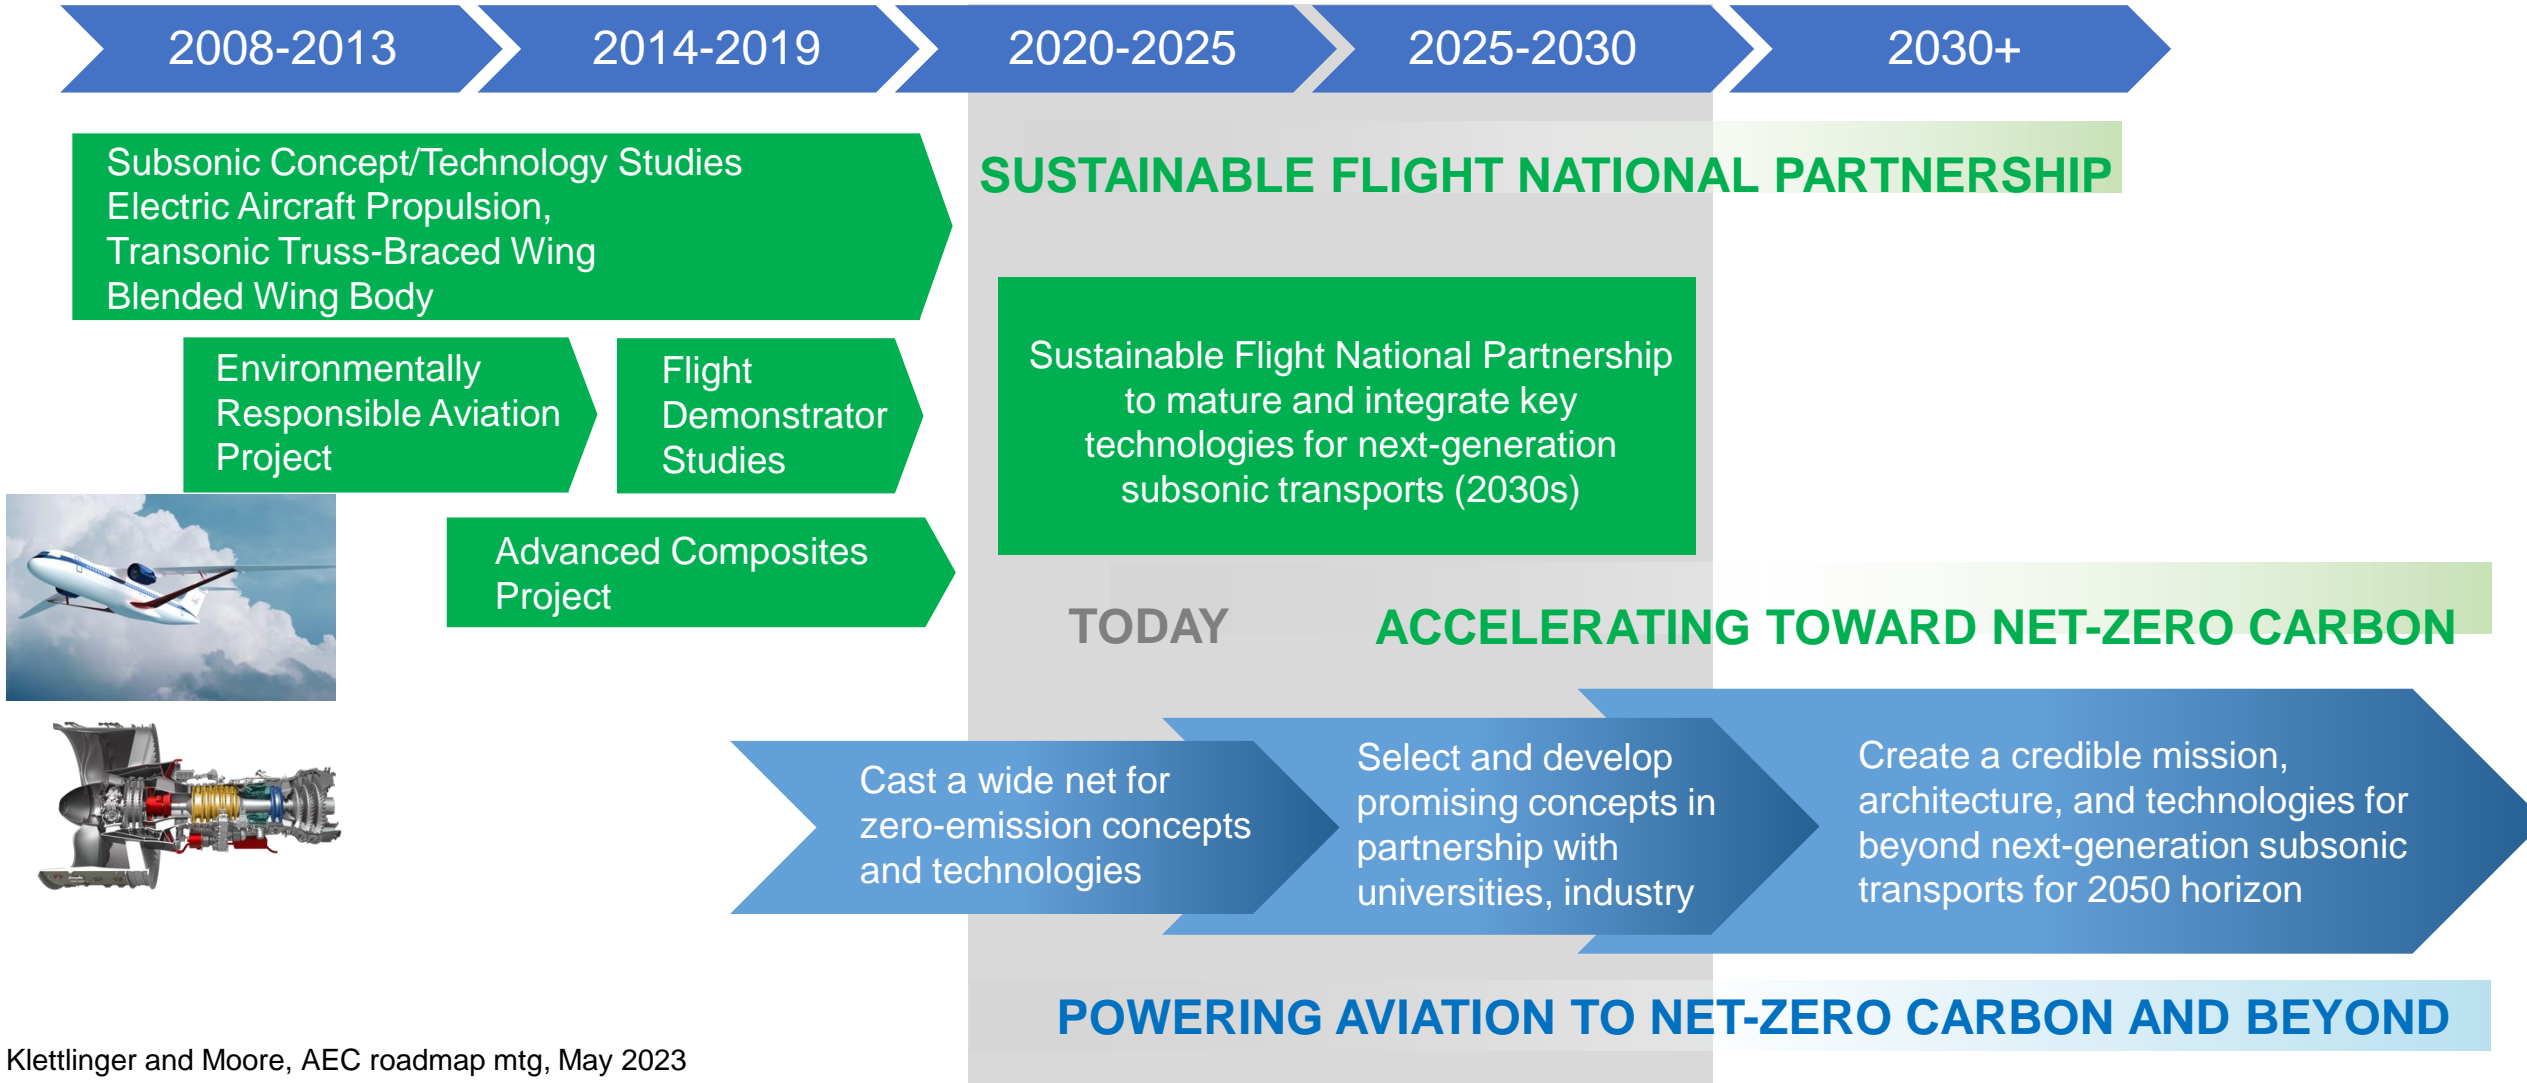 2008-2013
2014-2019
2020-2025
2025-2030
2030+
Subsonic Concept/Technology Studies
Electric Aircraft Propulsion,
Transonic Truss-Braced Wing
Blended Wing Body
SUSTAINABLE FLIGHT NATIONAL PARTNERSHIP
Environmentally
Responsible Aviation
Project
Flight
Demonstrator
Studies
Sustainable Flight National Partnership
to mature and integrate key
technologies for next-generation
subsonic transports (2030s)
Advanced Composites
Project
TODAY
ACCELERATING TOWARD NET-ZERO CARBON
Cast a wide net for
zero-emission concepts
and technologies
Select and develop
promising concepts in
partnership with
universities, industry
Create a credible mission,
architecture, and technologies for
beyond next-generation subsonic
transports for 2050 horizon
POWERING AVIATION TO NET-ZERO CARBON AND BEYOND
Klettlinger and Moore, AEC roadmap mtg, May 2023